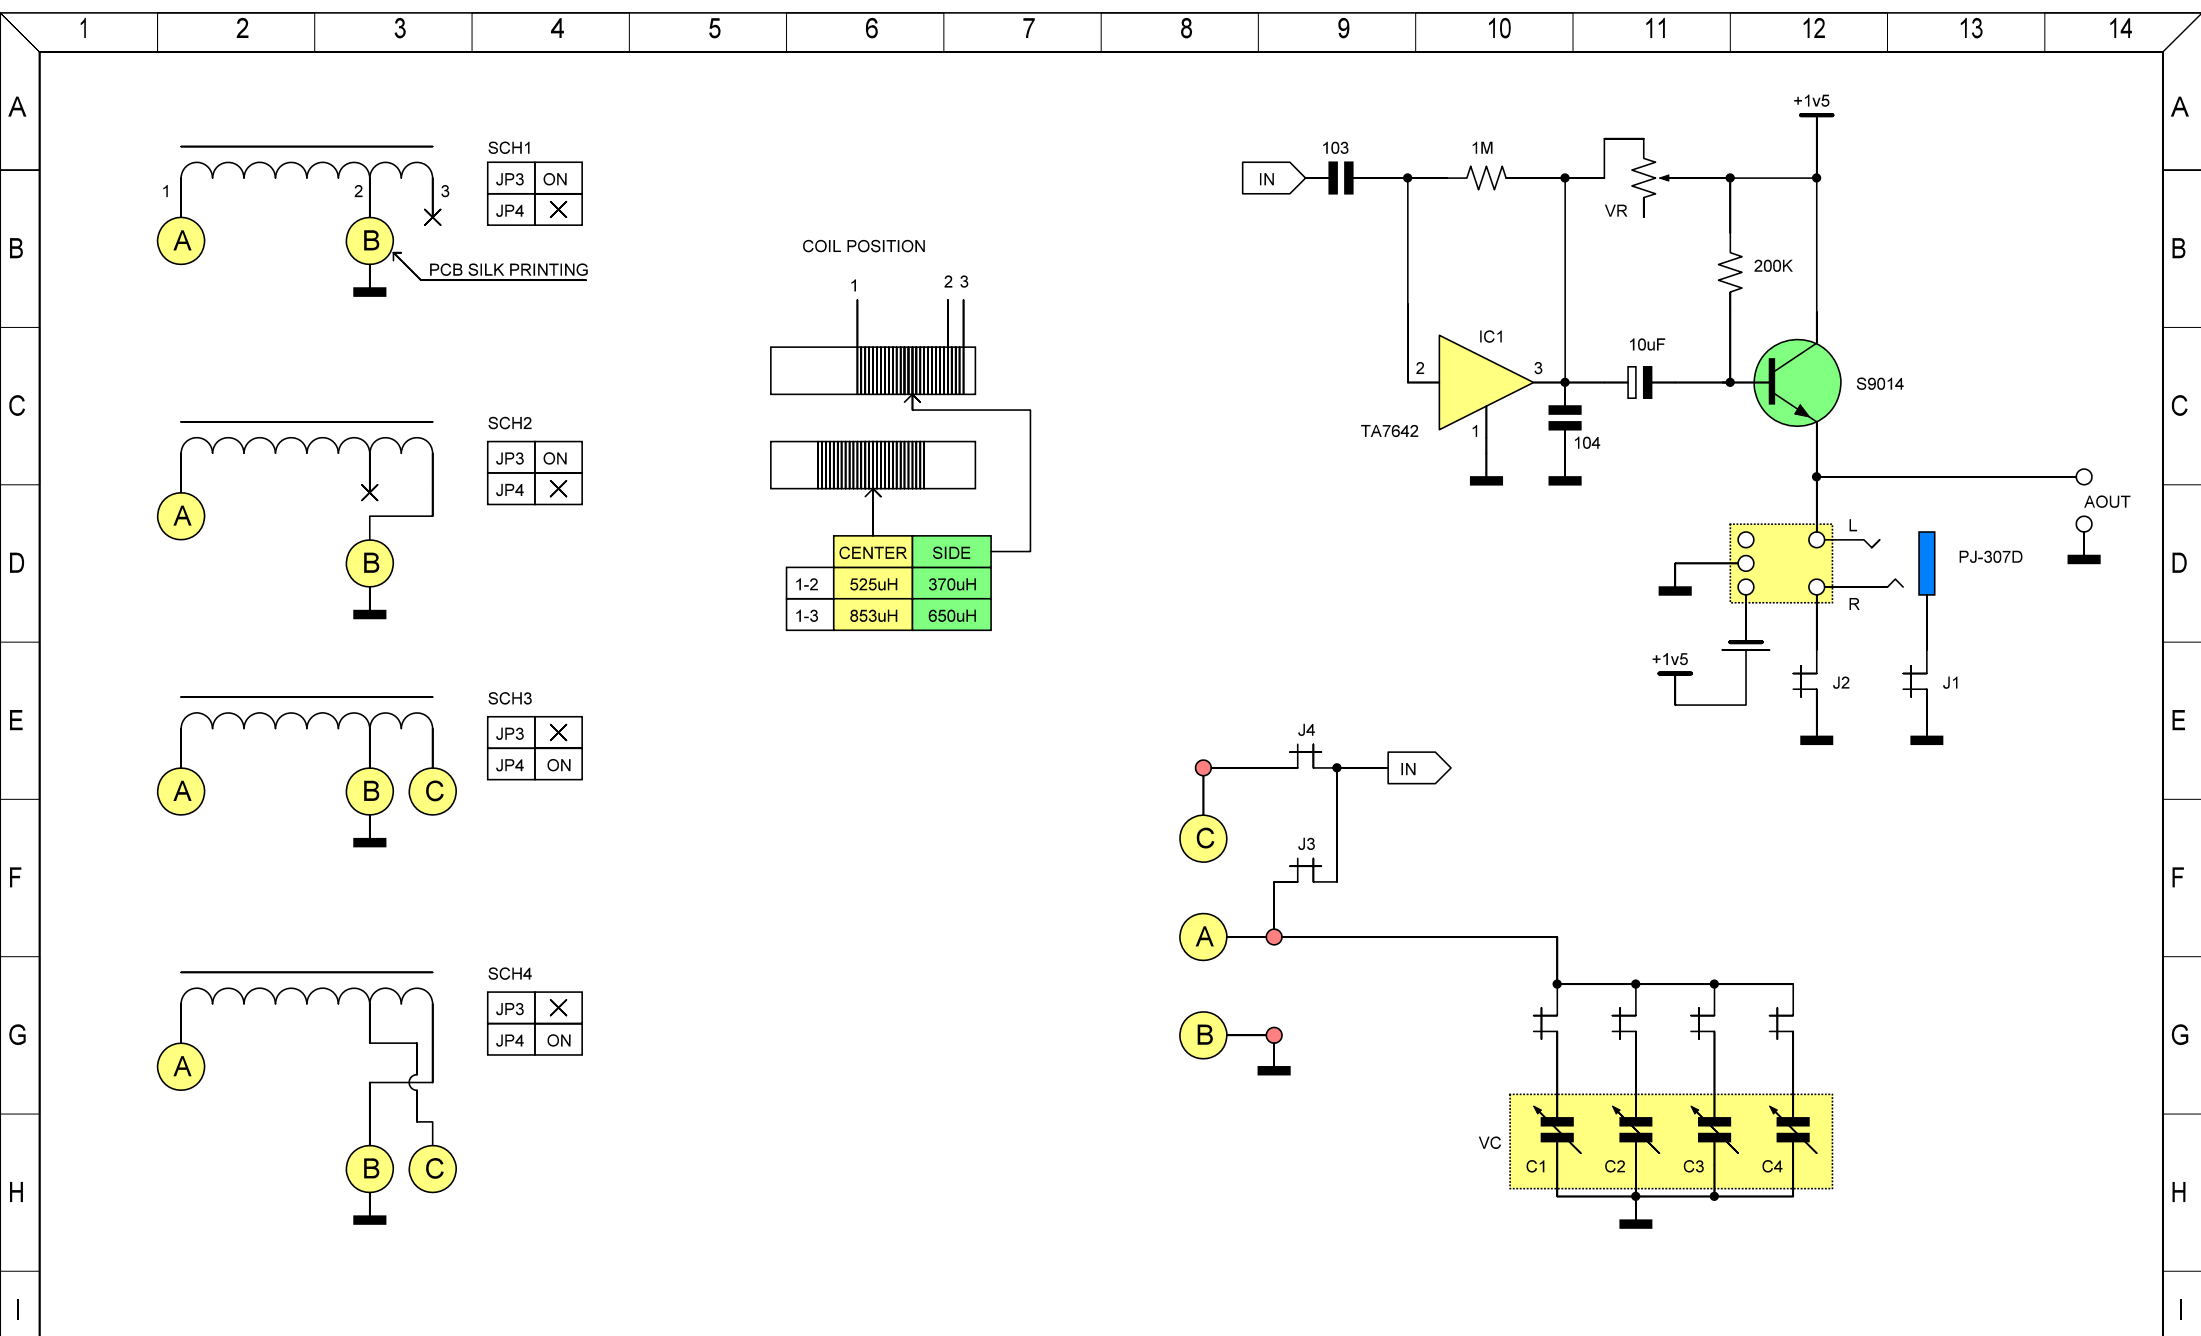 1 2 3 4 5 6 7 8 9 10 11 12 13 14
A A
B B
C C
D D
E E
F F
G G
H H
I I
SCH1
JP3 ON
JP4 X
1 2 3
A B
PCB SILK PRINTING
SCH2
JP3 ON
JP4 X
A
B
SCH3
JP3 X
JP4 ON
A B C
SCH4
JP3 X
JP4 ON
A
B C
COIL POSITION
1 2 3
CENTER SIDE
1-2 525uH 370uH
1-3 853uH 650uH
+1v5
103 1M
IN
VR
200K
IC1
10uF
2 3
S9014
TA7642 1
104
AOUT
L
PJ-307D
R
+1v5
J2 J1
J4
IN
C
J3
A
B
VC
C1 C2 C3 C4